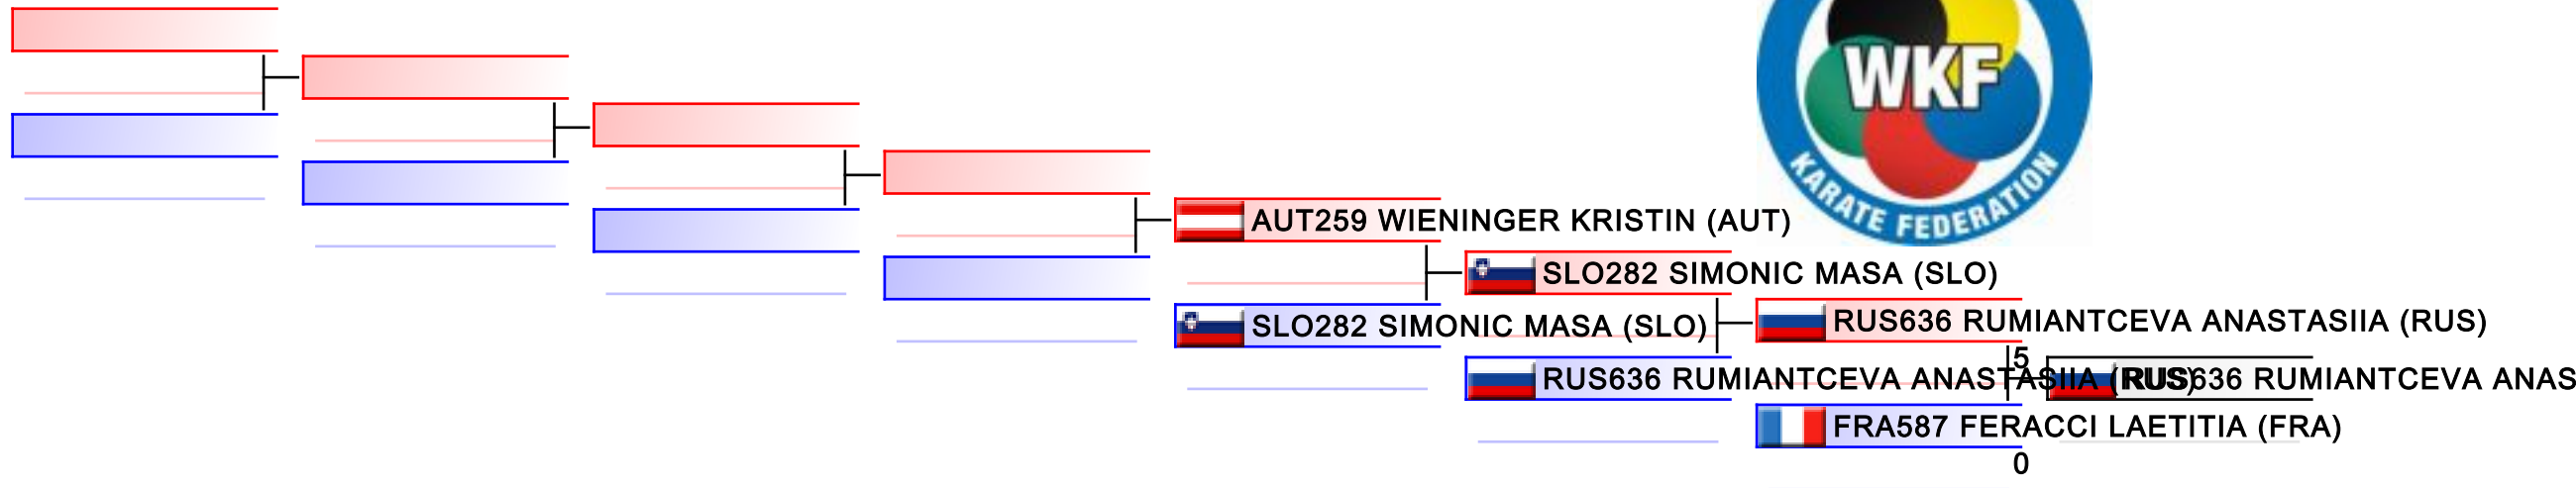 WKF
KARATE FEDERATION
AUT259 WIENINGER KRISTIN (AUT)
SLO282 SIMONIC MASA (SLO)
SLO282 SIMONIC MASA (SLO)
RUS636 RUMIANTCEVA ANASTASIIA (RUS)
5
RUS636 RUMIANTCEVA ANASTASIIA (RUS)
RUS636 RUMIANTCEVA ANAS
FRA587 FERACCI LAETITIA (FRA)
0